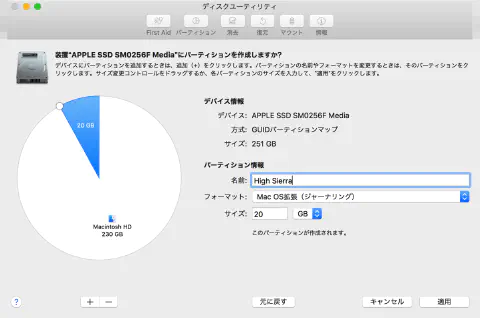 ディスクユーティリティ
First Aid パーティション 消去 復元 マウント 情報
装置"APPLE SSD SM0256F Media"にパーティションを作成しますか?
デバイスにパーティションを追加するときは、追加（+）をクリックします。パーティションの名前やフォーマットを変更するときは、そのパーティションをク
リックします。サイズ変更コントロールをドラッグするか、各パーティションのサイズを入力して、"適用"をクリックします。
20 GB
Macintosh HD
230 GB
デバイス情報
デバイス: APPLE SSD SM0256F Media
方式: GUIDパーティションマップ
サイズ: 251 GB
パーティション情報
名前: High Sierra
フォーマット: Mac OS拡張（ジャーナリング）
サイズ: 20 GB
このパーティションが作成されます。
? + − 元に戻す キャンセル 適用